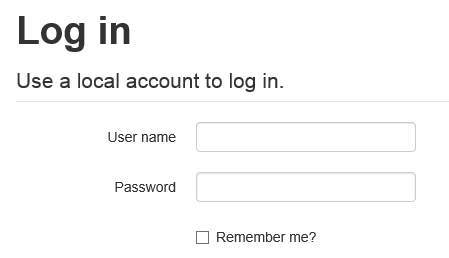 Log in
Use a local account to log in.
User name
Password
Remember me?